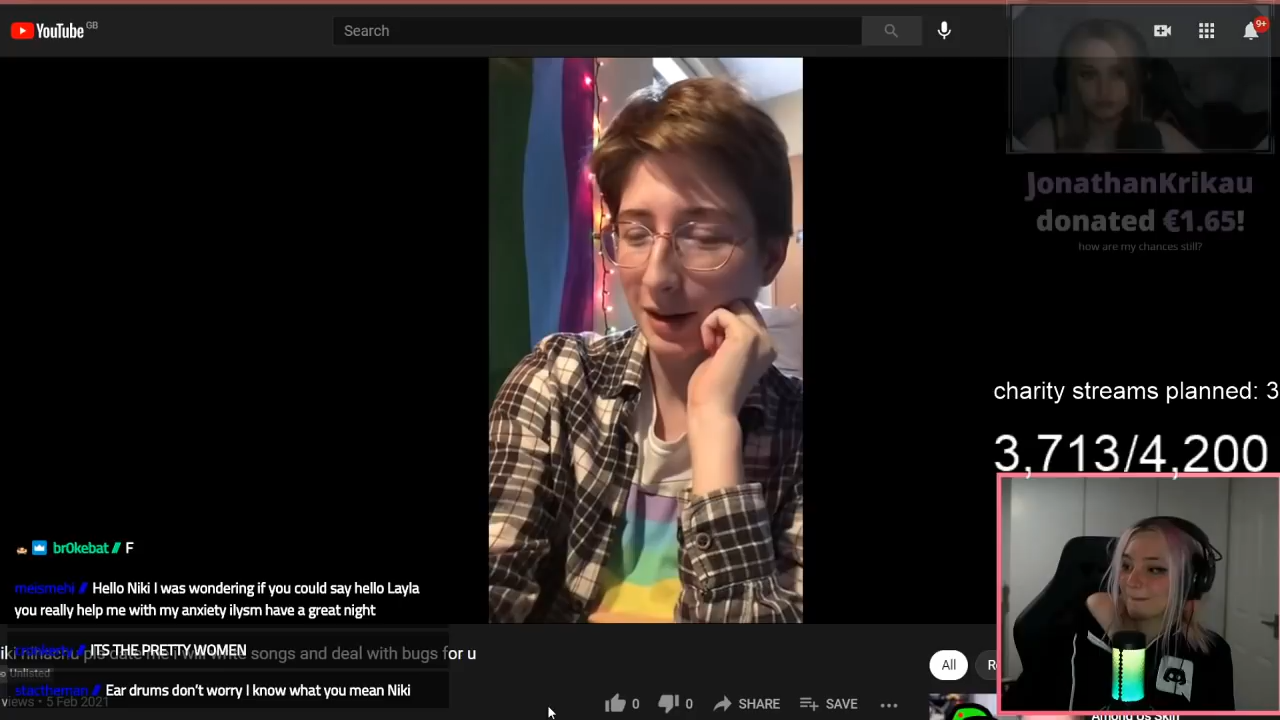 YouTube GB
Search
9+
JonathanKrikau
donated €1.65!
how are my chances still?
charity streams planned: 3
3,713/4,200
br0kebat // F
meismehi // Hello Niki I was wondering if you could say hello Layla
you really help me with my anxiety ilysm have a great night
ITS THE PRETTY WOMEN
songs and deal with bugs for u
Unlisted
stactheman // Ear drums don't worry I know what you mean Niki
views • 5 Feb 2021
0
0
SHARE
SAVE
All
Among Us Skin